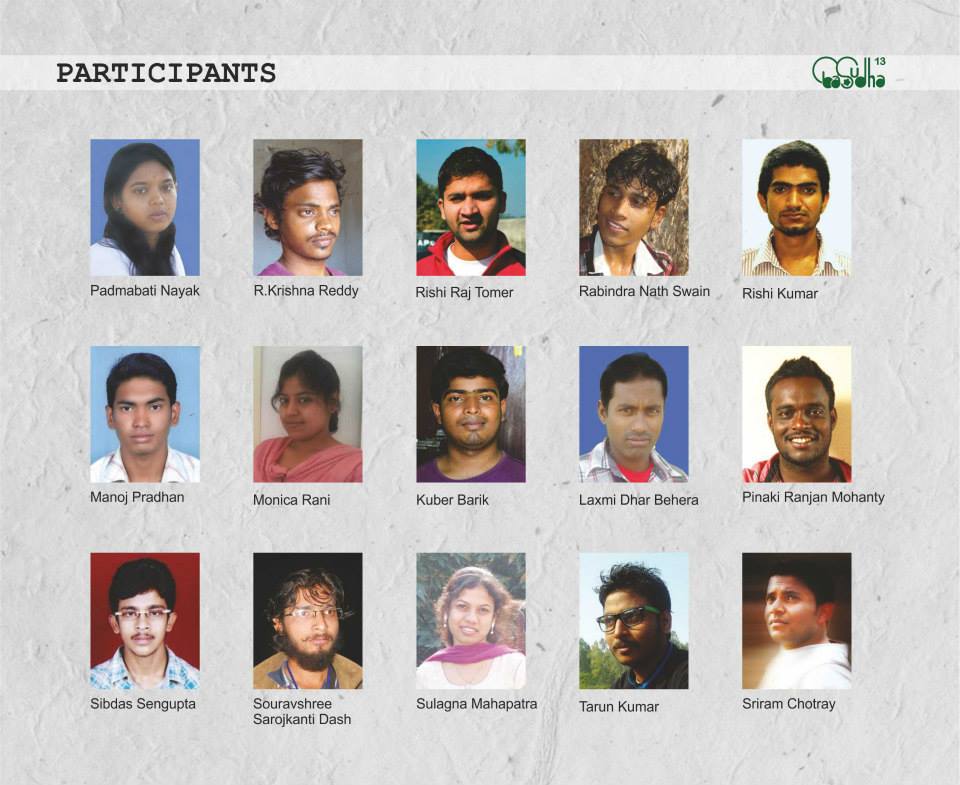 PARTICIPANTS
Basudha 13
Padmabati Nayak
R.Krishna Reddy
Rishi Raj Tomer
Rabindra Nath Swain
Rishi Kumar
Manoj Pradhan
Monica Rani
Kuber Barik
Laxmi Dhar Behera
Pinaki Ranjan Mohanty
Sibdas Sengupta
Souravshree
Sarojkanti Dash
Sulagna Mahapatra
Tarun Kumar
Sriram Chotray